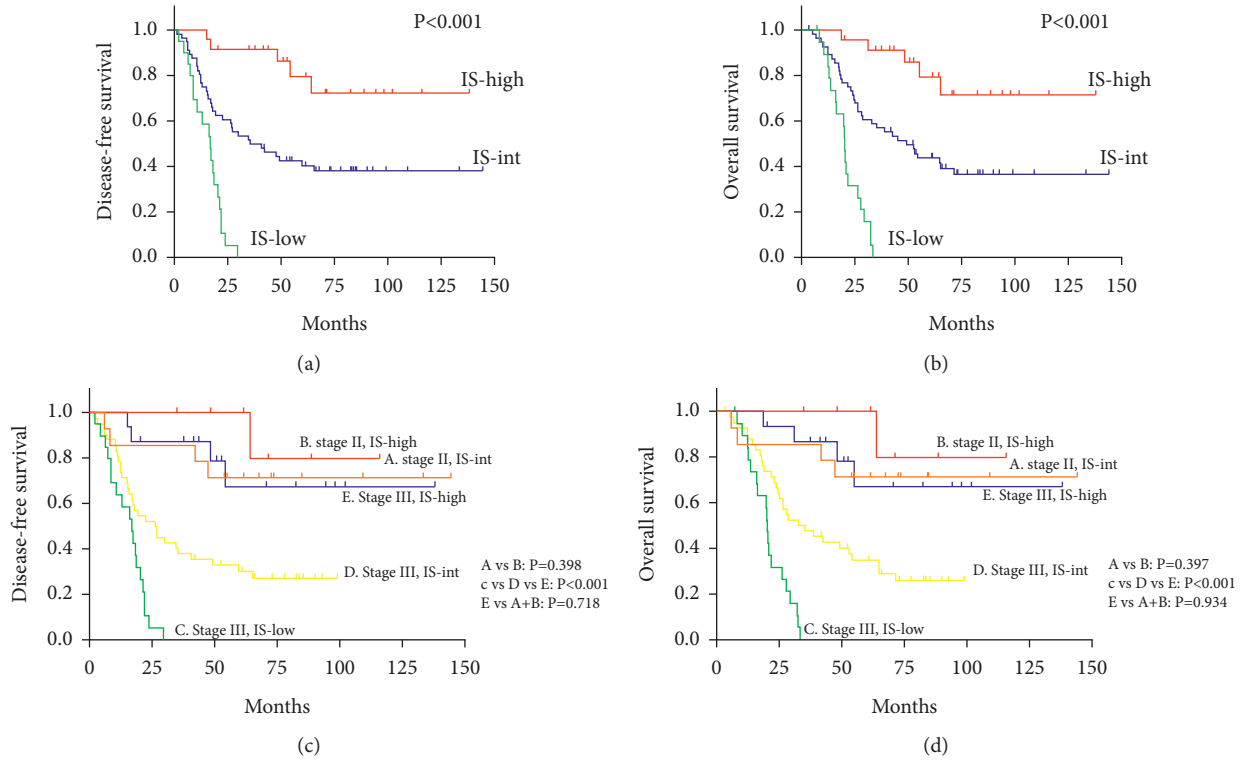 P<0.001
Disease-free survival
1.0
0.8
0.6
0.4
0.2
0.0
IS-high
IS-int
IS-low
0 25 50 75 100 125 150
Months
(a)
P<0.001
Overall survival
1.0
0.8
0.6
0.4
0.2
0.0
IS-high
IS-int
IS-low
0 25 50 75 100 125 150
Months
(b)
Disease-free survival
1.0
0.8
0.6
0.4
0.2
0.0
B. stage II, IS-high
A. stage II, IS-int
E. Stage III, IS-high
D. Stage III, IS-int
C. Stage III, IS-low
A vs B: P=0.398
c vs D vs E: P<0.001
E vs A+B: P=0.718
0 25 50 75 100 125 150
Months
(c)
Overall survival
1.0
0.8
0.6
0.4
0.2
0.0
B. stage II, IS-high
A. stage II, IS-int
E. Stage III, IS-high
D. Stage III, IS-int
C. Stage III, IS-low
A vs B: P=0.397
c vs D vs E: P<0.001
E vs A+B: P=0.934
0 25 50 75 100 125 150
Months
(d)